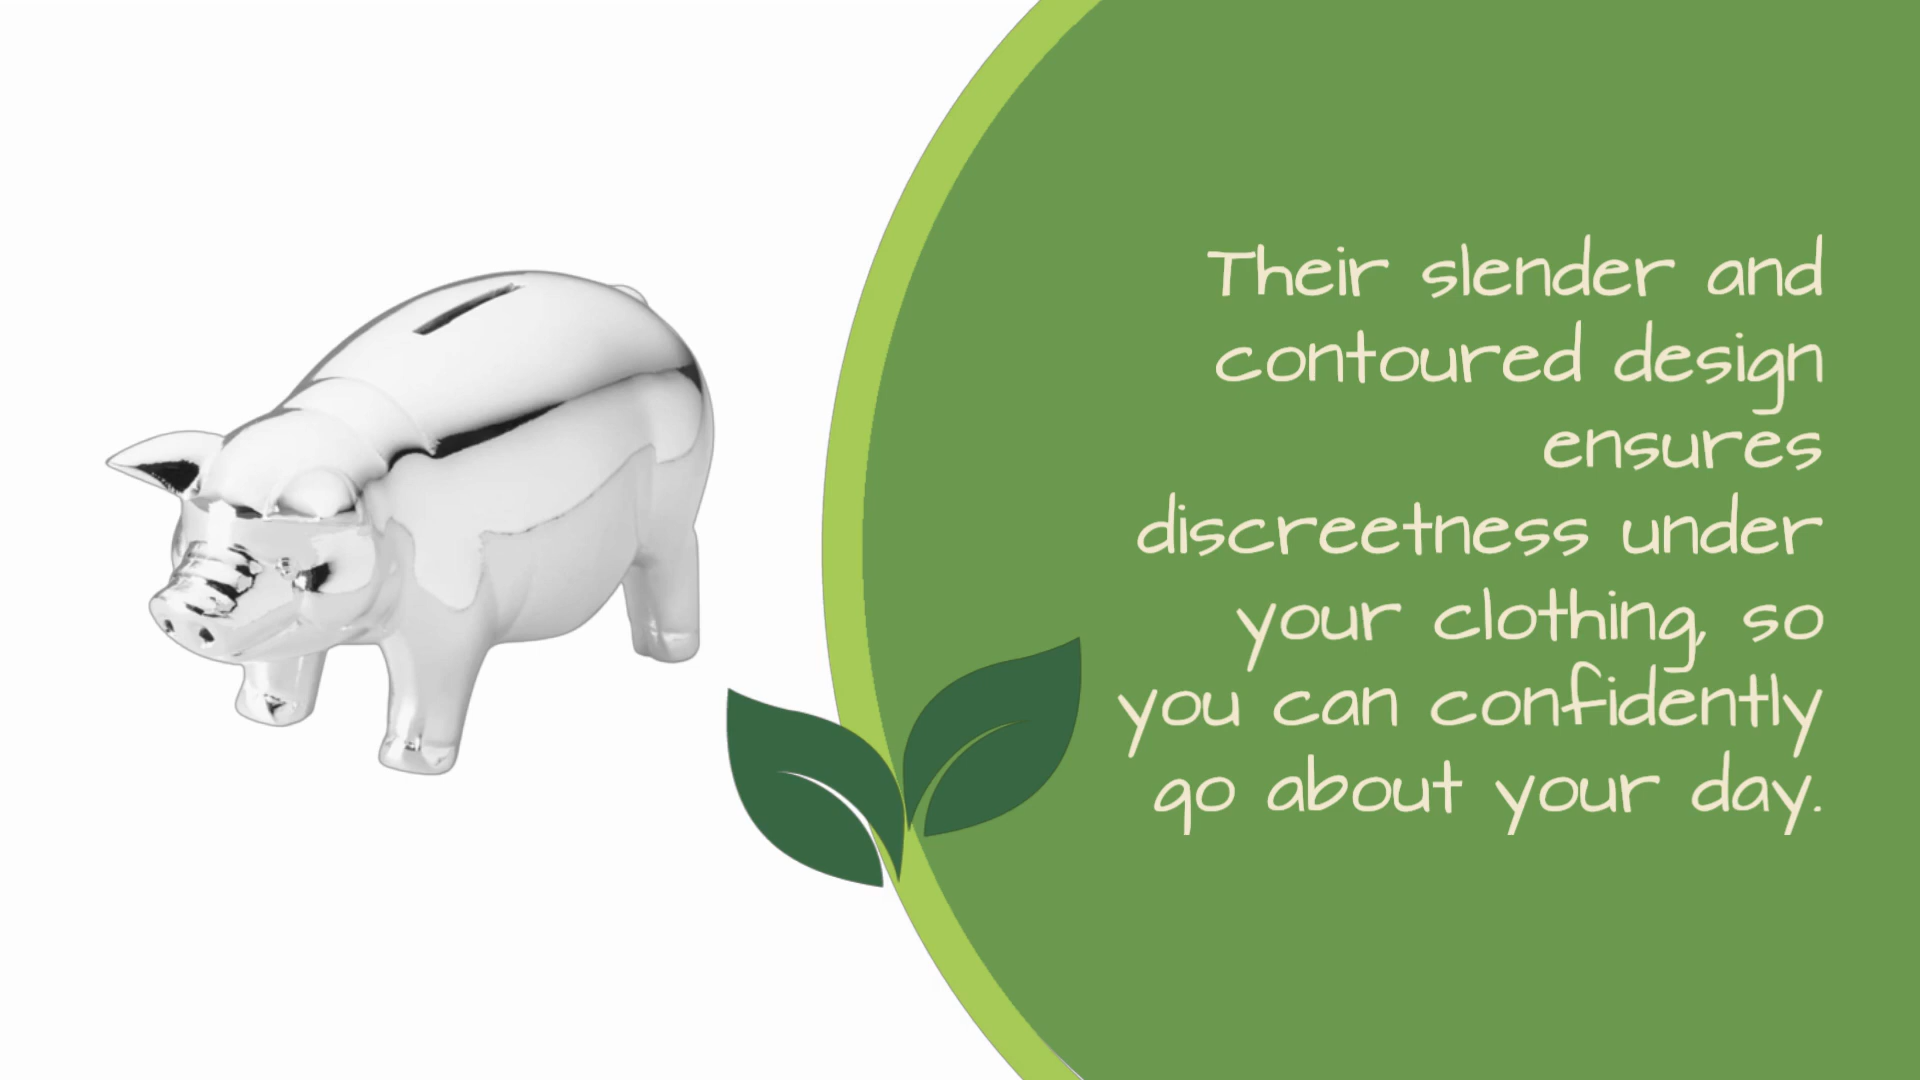 Their slender and
contoured design
ensures
discreetness under
your clothing, so
you can confidently
go about your day.